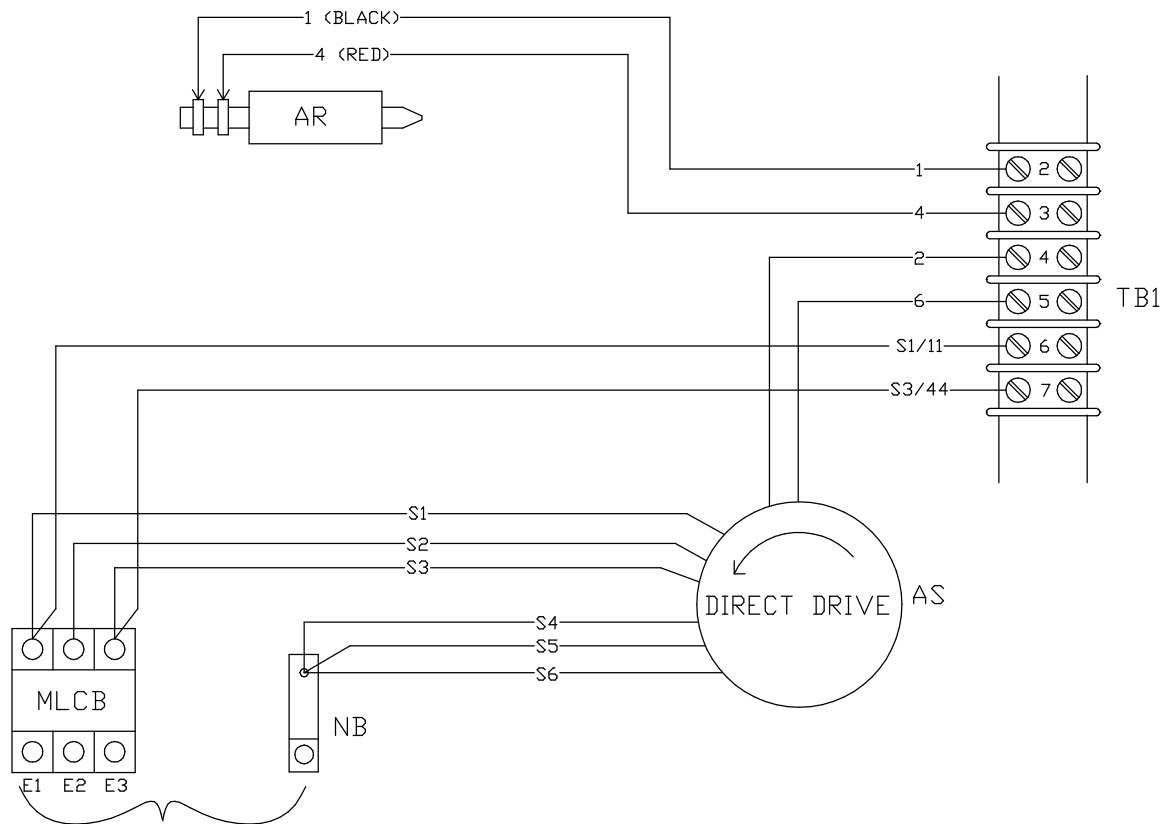 1 (BLACK)
4 (RED)
AR
1
2
4
3
2
4
6
5
TB1
S1/11
6
S3/44
7
S1
S2
S3
DIRECT DRIVE
AS
S4
S5
S6
MLCB
NB
E1 E2 E3